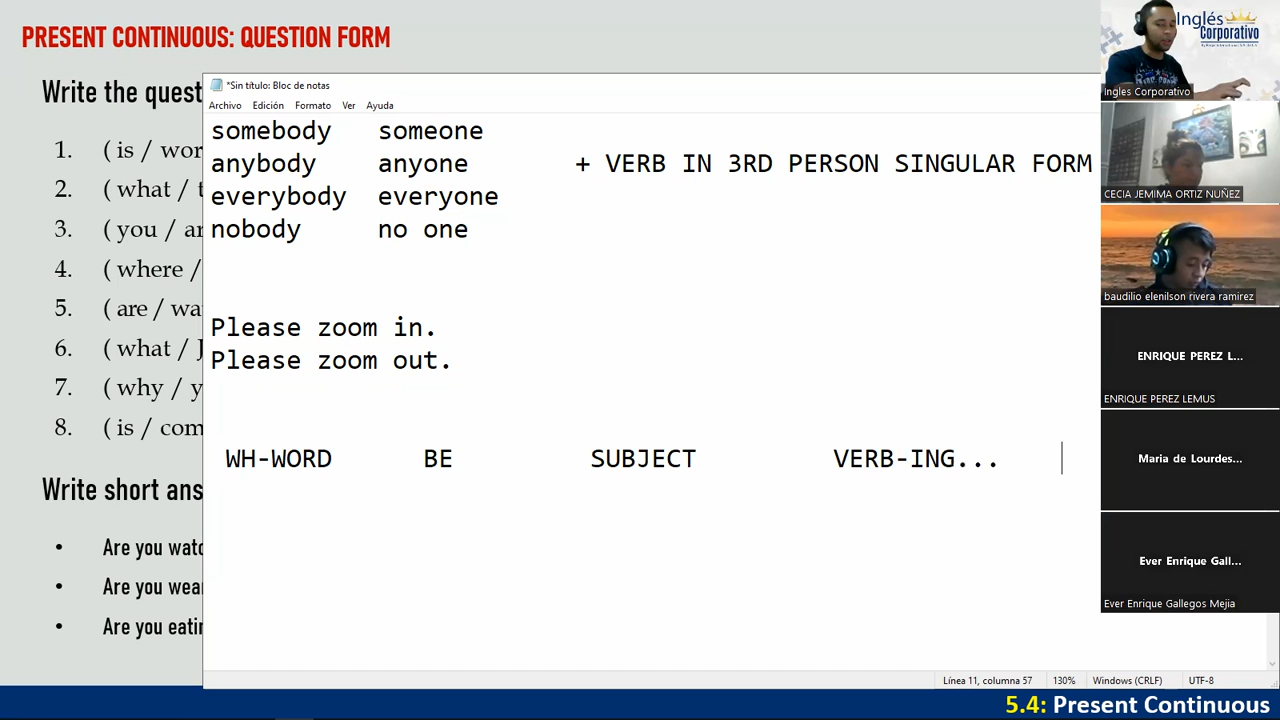 PRESENT CONTINUOUS: QUESTION FORM
Write the quest
1. ( is / wor
2. ( what / t
3. ( you / ar
4. ( where /
5. ( are / wa
6. ( what / J
7. ( why / y
8. ( is / com
Write short ans
• Are you watc
• Are you wea
• Are you eatin
*Sin título: Bloc de notas
Archivo Edición Formato Ver Ayuda
somebody someone
anybody anyone + VERB IN 3RD PERSON SINGULAR FORM
everybody everyone
nobody no one
Please zoom in.
Please zoom out.
WH-WORD BE SUBJECT VERB-ING...
Línea 11, columna 57 130% Windows (CRLF) UTF-8
5.4: Present Continuous
Inglés
Corporativo
Ingles Corporativo
CECIA JEMIMA ORTIZ NUÑEZ
baudilio elenilson rivera ramirez
ENRIQUE PEREZ L...
ENRIQUE PEREZ LEMUS
Maria de Lourdes...
Ever Enrique Gall...
Ever Enrique Gallegos Mejia